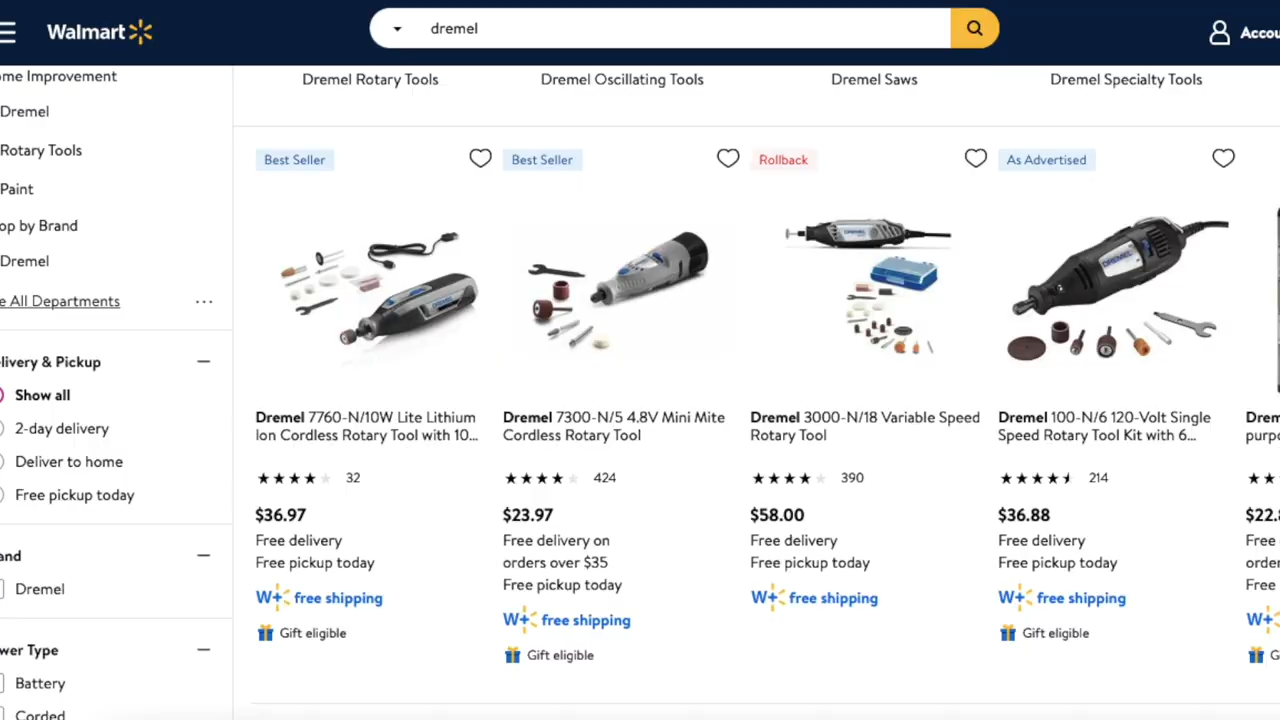 Walmart
dremel
Accou
ome Improvement
Dremel
Rotary Tools
Paint
op by Brand
Dremel
e All Departments
Dremel Rotary Tools
Dremel Oscillating Tools
Dremel Saws
Dremel Specialty Tools
Best Seller
Best Seller
Rollback
As Advertised
Dremel 7760-N/10W Lite Lithium
Ion Cordless Rotary Tool with 10...
32
$36.97
Free delivery
Free pickup today
W+ free shipping
Gift eligible
Dremel 7300-N/5 4.8V Mini Mite
Cordless Rotary Tool
424
$23.97
Free delivery on
orders over $35
Free pickup today
W+ free shipping
Gift eligible
Dremel 3000-N/18 Variable Speed
Rotary Tool
390
$58.00
Free delivery
Free pickup today
W+ free shipping
Dremel 100-N/6 120-Volt Single
Speed Rotary Tool Kit with 6...
214
$36.88
Free delivery
Free pickup today
W+ free shipping
Gift eligible
Drem
purpo
$22.8
Free
order
Free
W+
G
livery & Pickup
Show all
2-day delivery
Deliver to home
Free pickup today
and
Dremel
wer Type
Battery
Corded